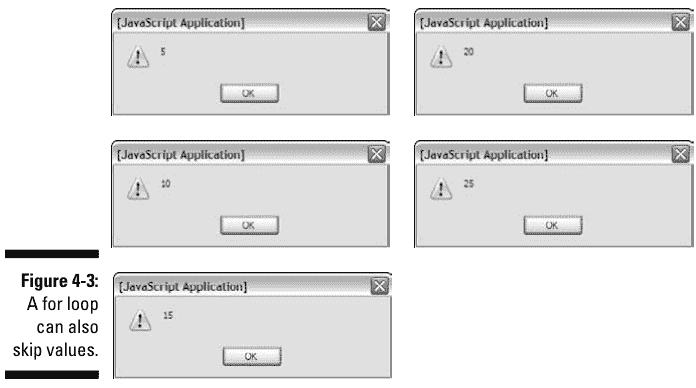 [JavaScript Application]
5
OK
[JavaScript Application]
10
OK
[JavaScript Application]
15
OK
[JavaScript Application]
20
OK
[JavaScript Application]
25
OK
Figure 4-3:
A for loop
can also
skip values.